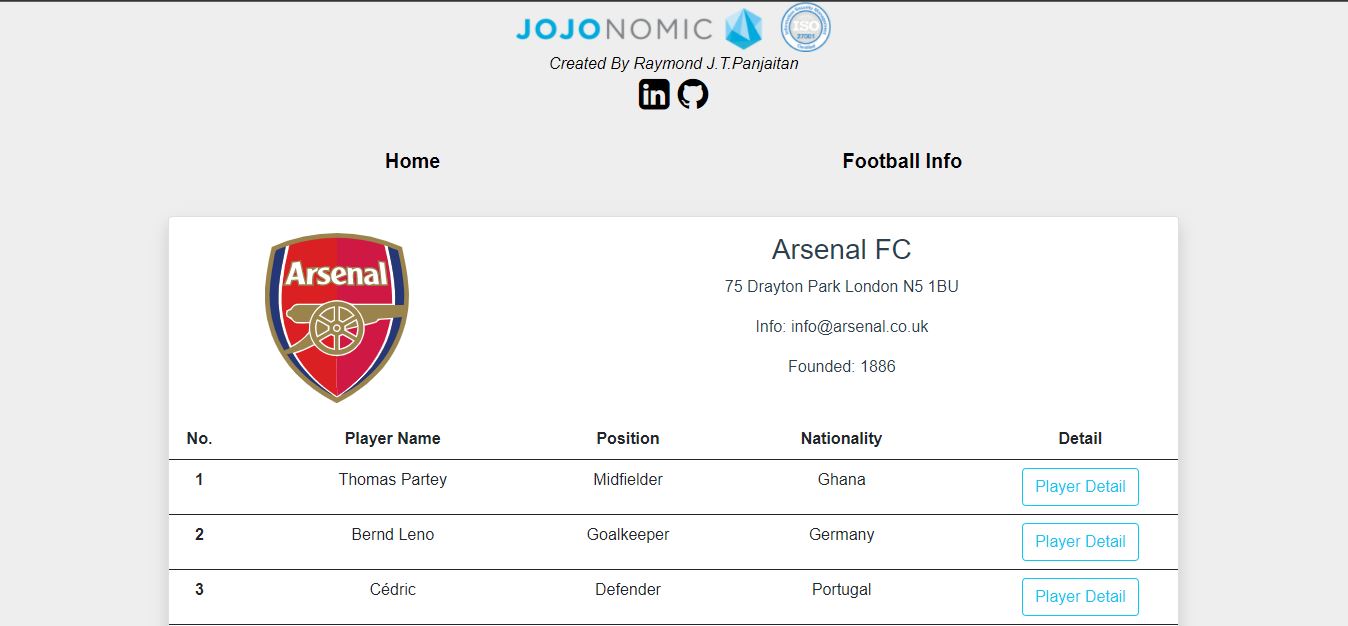 JOJONOMIC
ISO
27001
Created By Raymond J.T.Panjaitan
in
Home
Football Info
Arsenal
Arsenal FC
75 Drayton Park London N5 1BU
Info: info@arsenal.co.uk
Founded: 1886
No. Player Name Position Nationality Detail
1 Thomas Partey Midfielder Ghana Player Detail
2 Bernd Leno Goalkeeper Germany Player Detail
3 Cédric Defender Portugal Player Detail